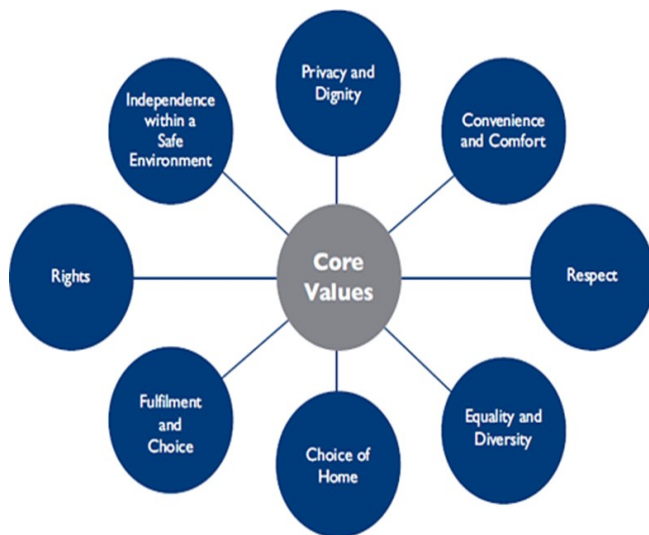 Privacy and
Dignity
Independence
within a
Safe
Environment
Convenience
and Comfort
Rights
Core
Values
Respect
Fulfilment
and
Choice
Choice of
Home
Equality and
Diversity